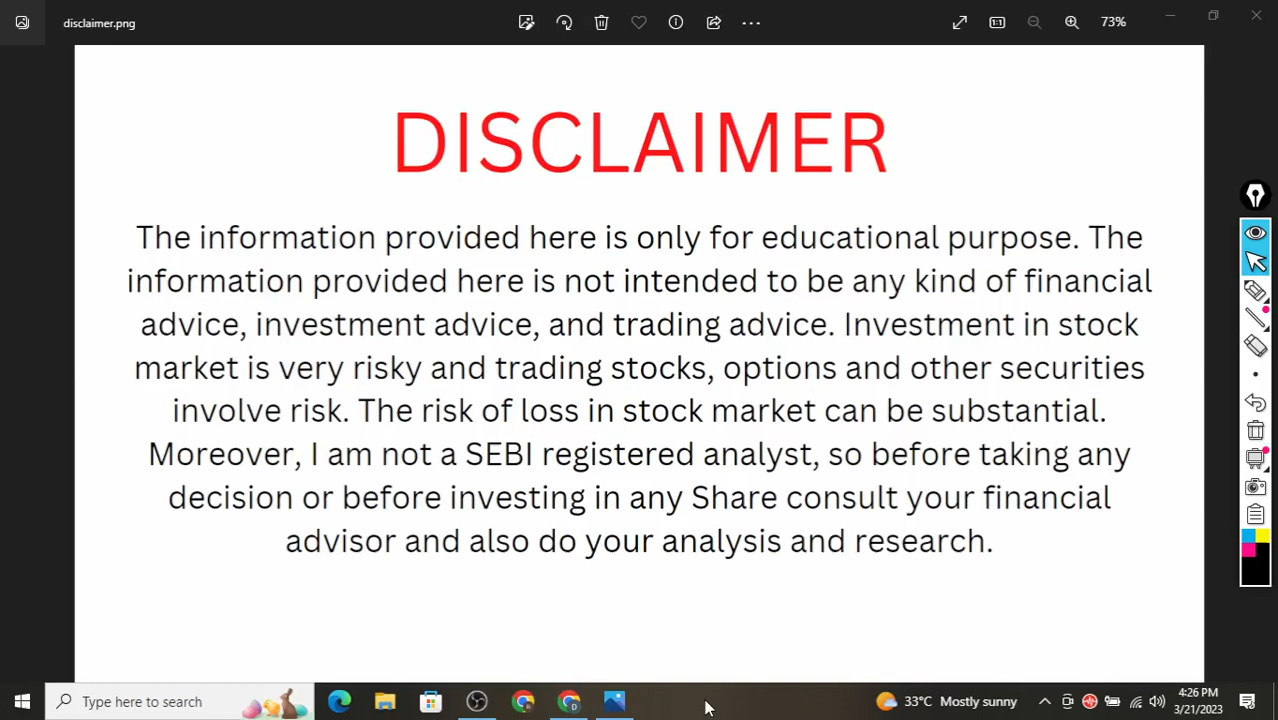 disclaimer.png
73%
DISCLAIMER
The information provided here is only for educational purpose. The
information provided here is not intended to be any kind of financial
advice, investment advice, and trading advice. Investment in stock
market is very risky and trading stocks, options and other securities
involve risk. The risk of loss in stock market can be substantial.
Moreover, I am not a SEBI registered analyst, so before taking any
decision or before investing in any Share consult your financial
advisor and also do your analysis and research.
Type here to search
33°C Mostly sunny
4:26 PM
3/21/2023